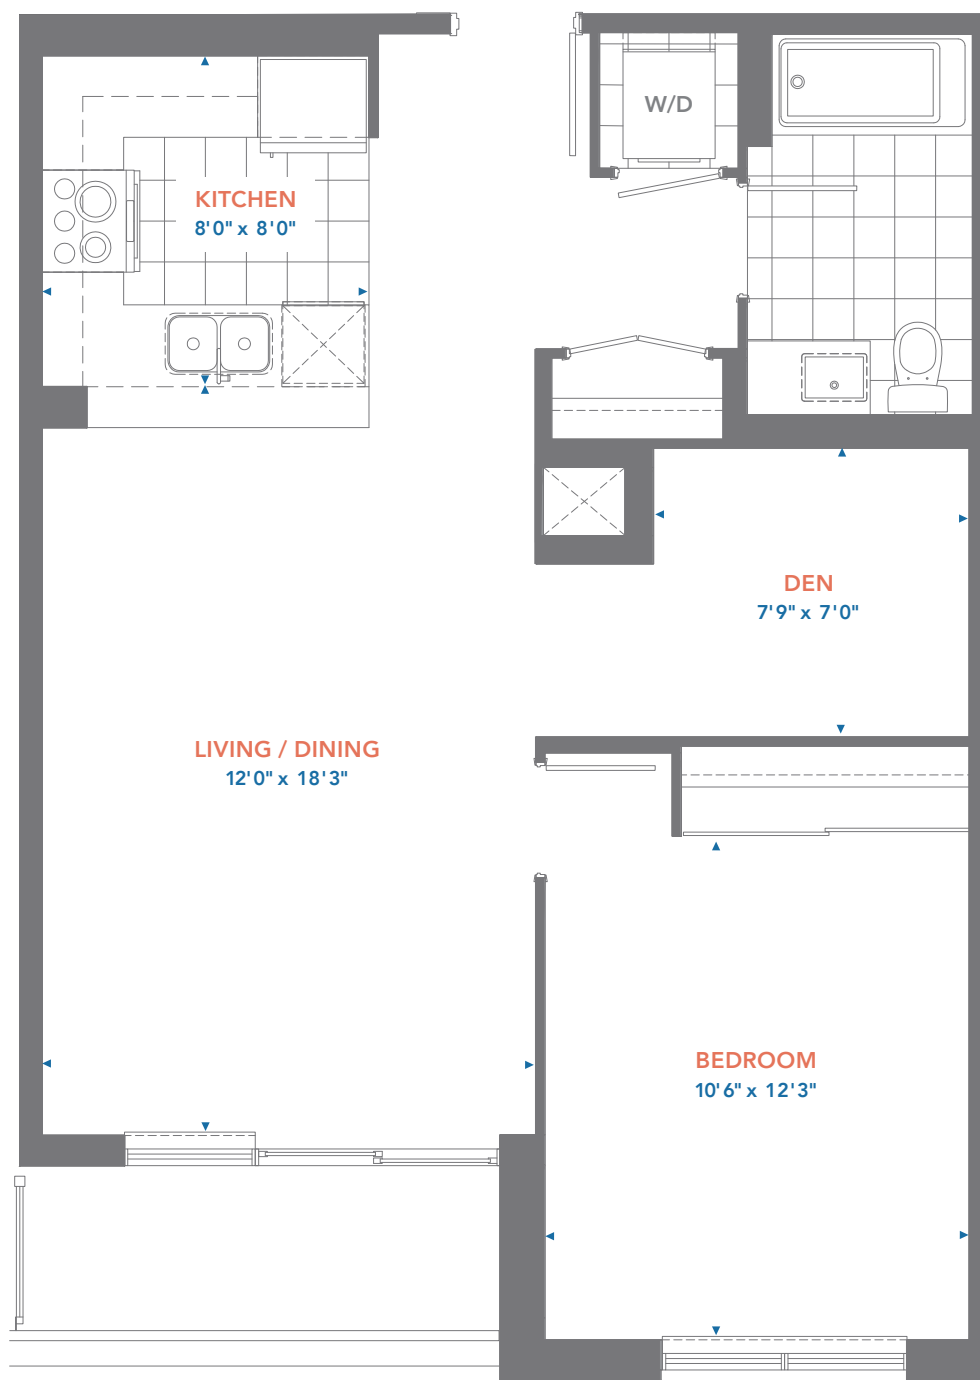 W/D
KITCHEN
8'0" x 8'0"
DEN
7'9" x 7'0"
LIVING / DINING
12'0" x 18'3"
BEDROOM
10'6" x 12'3"